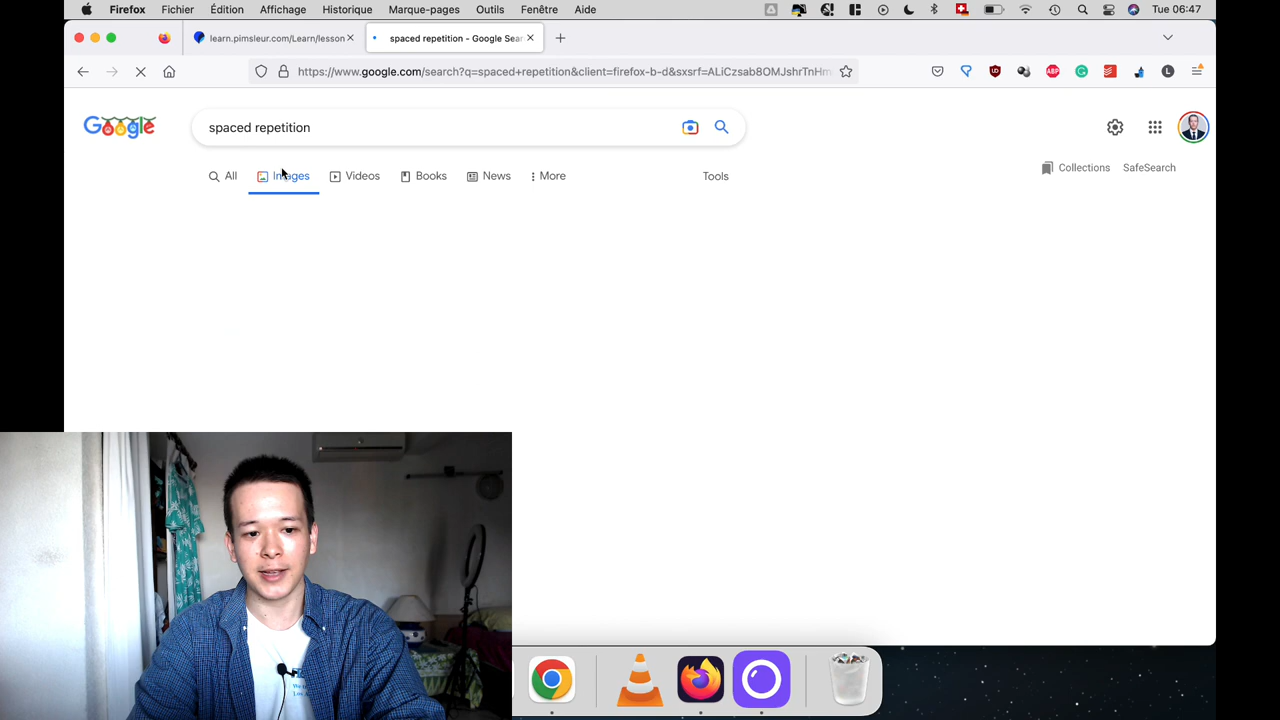 Firefox Fichier Édition Affichage Historique Marque-pages Outils Fenêtre Aide Tue 06:47
learn.pimsleur.com/Learn/lesson spaced repetition - Google Sear
https://www.google.com/search?q=spaced+repetition&client=firefox-b-d&sxsrf=ALiCzsab8OMJshrTnHm
Google spaced repetition
All Images Videos Books News More Tools Collections SafeSearch